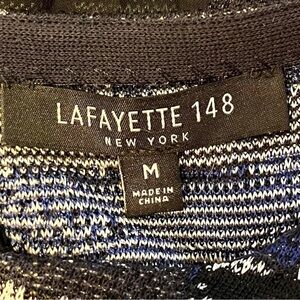 LAFAYETTE 148
NEW YORK
M
MADE IN
CHINA